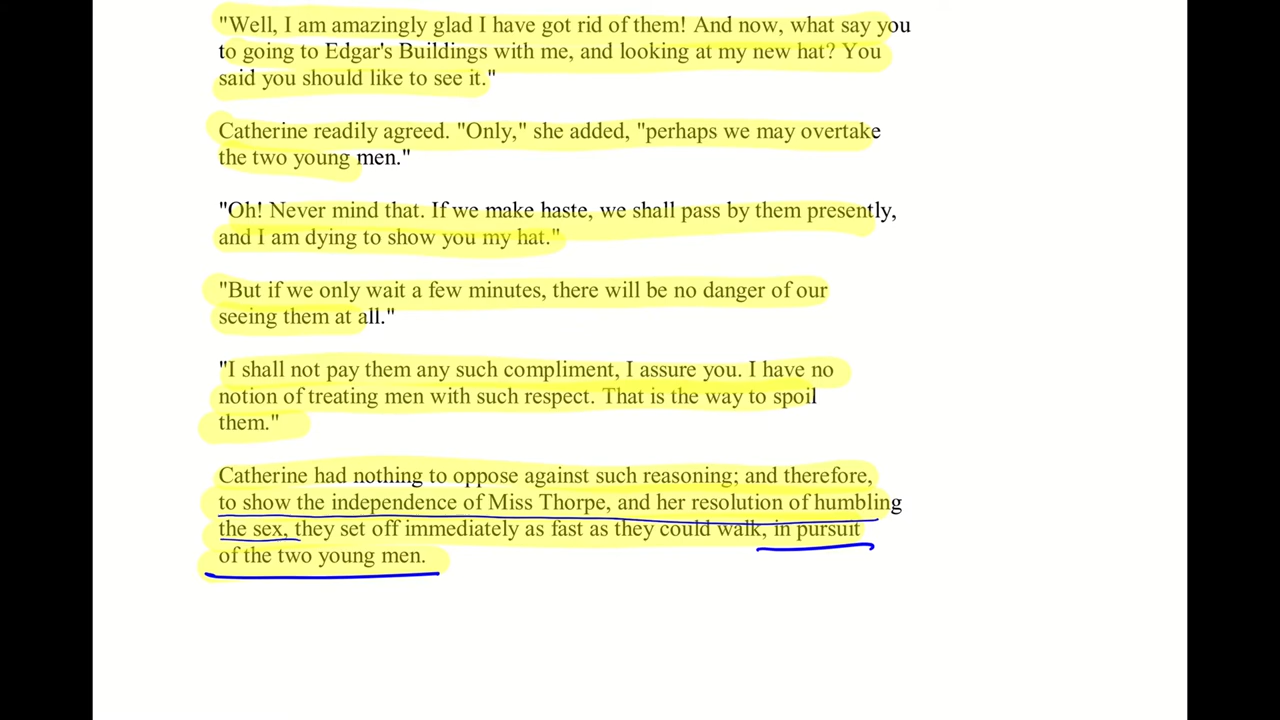 "Well, I am amazingly glad I have got rid of them! And now, what say you
to going to Edgar's Buildings with me, and looking at my new hat? You
said you should like to see it."
Catherine readily agreed. "Only," she added, "perhaps we may overtake
the two young men."
"Oh! Never mind that. If we make haste, we shall pass by them presently,
and I am dying to show you my hat."
"But if we only wait a few minutes, there will be no danger of our
seeing them at all."
"I shall not pay them any such compliment, I assure you. I have no
notion of treating men with such respect. That is the way to spoil
them."
Catherine had nothing to oppose against such reasoning; and therefore,
to show the independence of Miss Thorpe, and her resolution of humbling
the sex, they set off immediately as fast as they could walk, in pursuit
of the two young men.